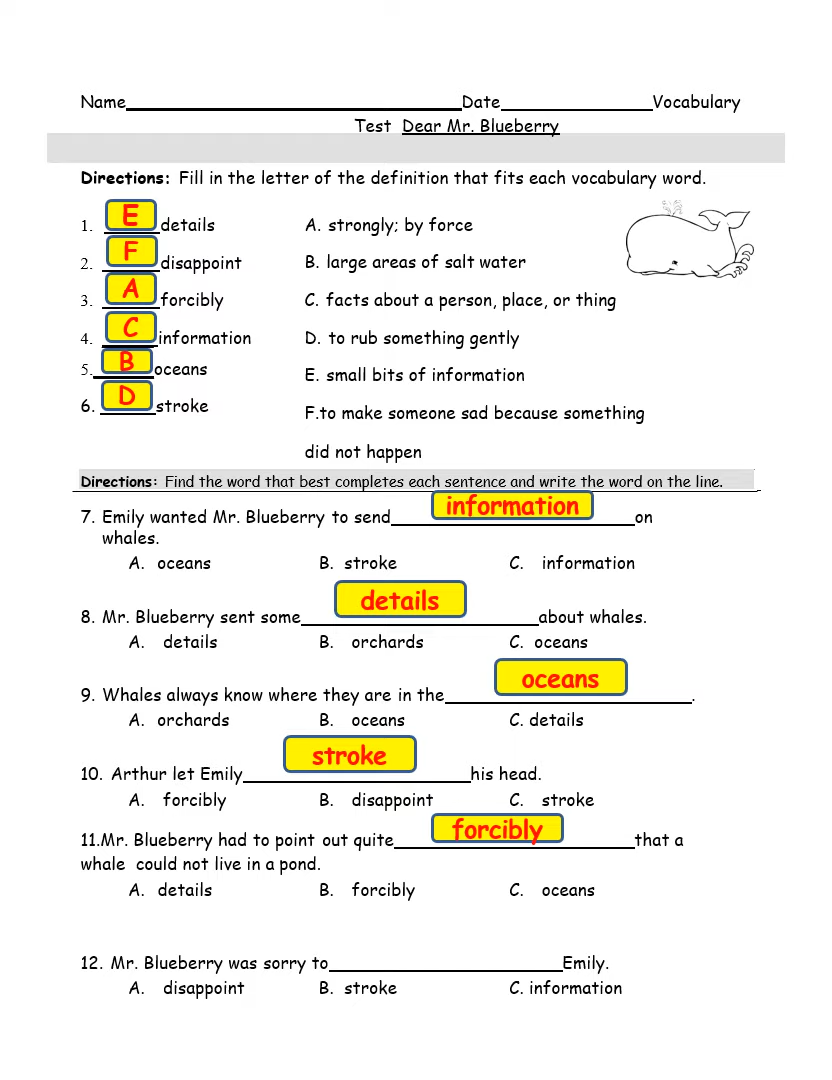 Name____________________Date____________________Vocabulary
Test Dear Mr. Blueberry
Directions: Fill in the letter of the definition that fits each vocabulary word.
1. E details A. strongly; by force
2. F disappoint B. large areas of salt water
3. A forcibly C. facts about a person, place, or thing
4. C information D. to rub something gently
5. B oceans E. small bits of information
6. D stroke F.to make someone sad because something
did not happen
Directions: Find the word that best completes each sentence and write the word on the line.
7. Emily wanted Mr. Blueberry to send information on
whales.
A. oceans B. stroke C. information
8. Mr. Blueberry sent some details about whales.
A. details B. orchards C. oceans
9. Whales always know where they are in the oceans.
A. orchards B. oceans C. details
10. Arthur let Emily stroke his head.
A. forcibly B. disappoint C. stroke
11.Mr. Blueberry had to point out quite forcibly that a
whale could not live in a pond.
A. details B. forcibly C. oceans
12. Mr. Blueberry was sorry to____________________Emily.
A. disappoint B. stroke C. information